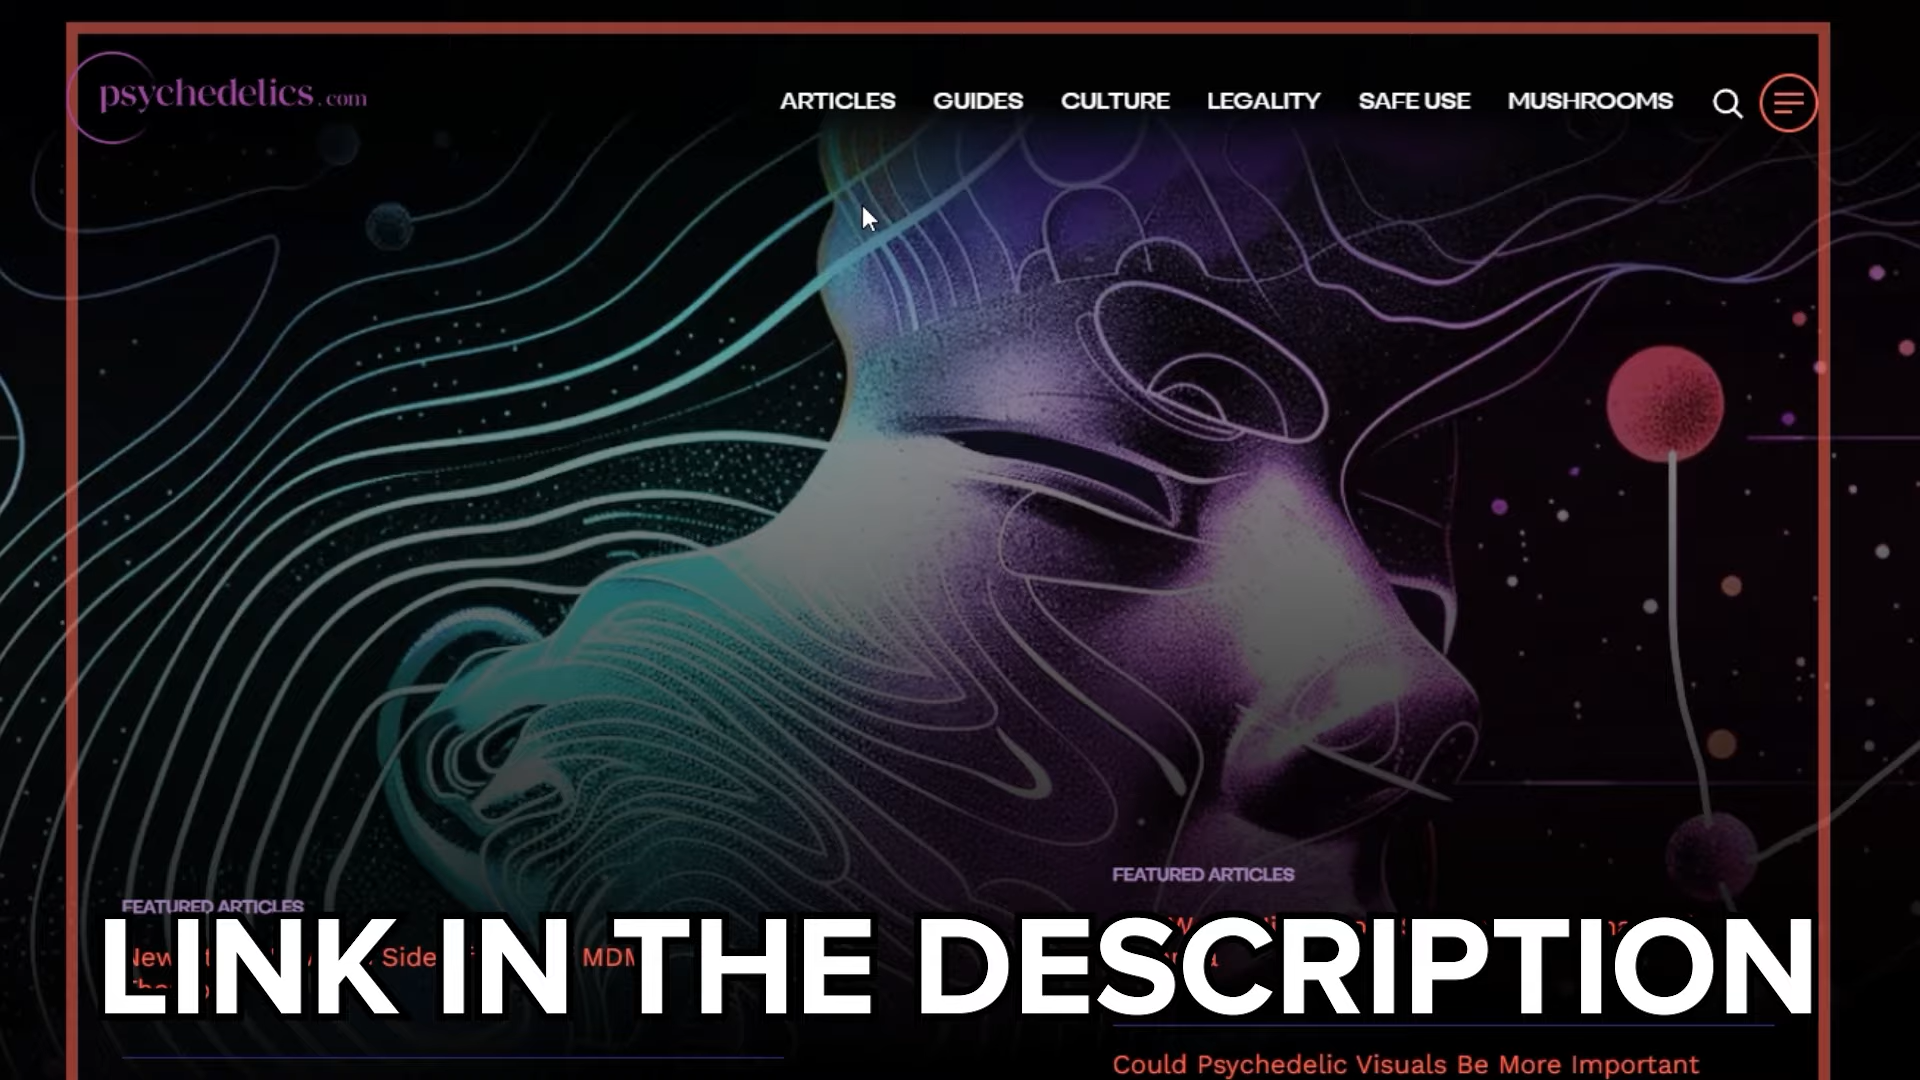 psychedelics.com
ARTICLES GUIDES CULTURE LEGALITY SAFE USE MUSHROOMS
FEATURED ARTICLES
Side MDM
FEATURED ARTICLES
LINK IN THE DESCRIPTION
Could Psychedelic Visuals Be More Important